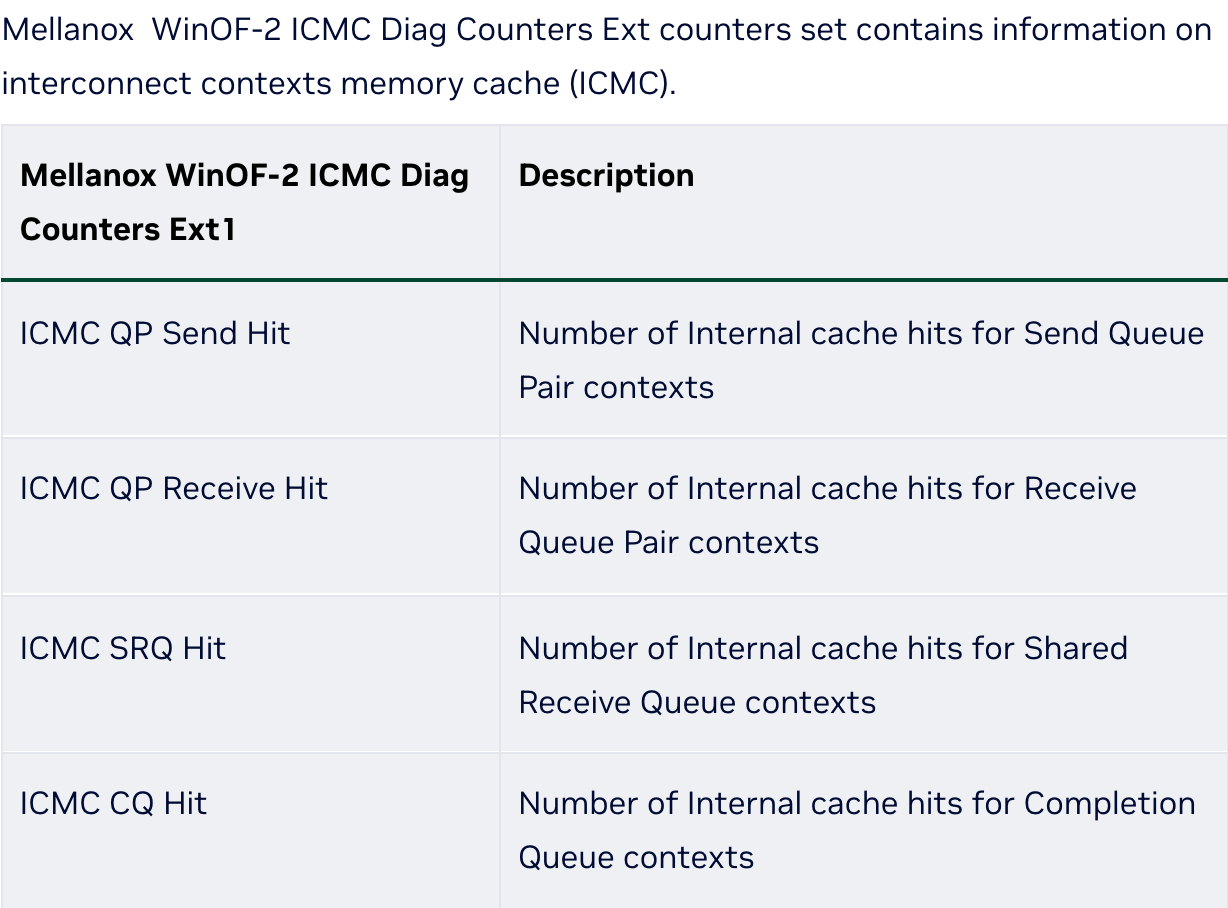 Mellanox  WinOF-2 ICMC Diag Counters Ext counters set contains information on
interconnect contexts memory cache (ICMC).
Mellanox WinOF-2 ICMC Diag
Counters Ext1
Description
ICMC QP Send Hit
Number of Internal cache hits for Send Queue
Pair contexts
ICMC QP Receive Hit
Number of Internal cache hits for Receive
Queue Pair contexts
ICMC SRQ Hit
Number of Internal cache hits for Shared
Receive Queue contexts
ICMC CQ Hit
Number of Internal cache hits for Completion
Queue contexts